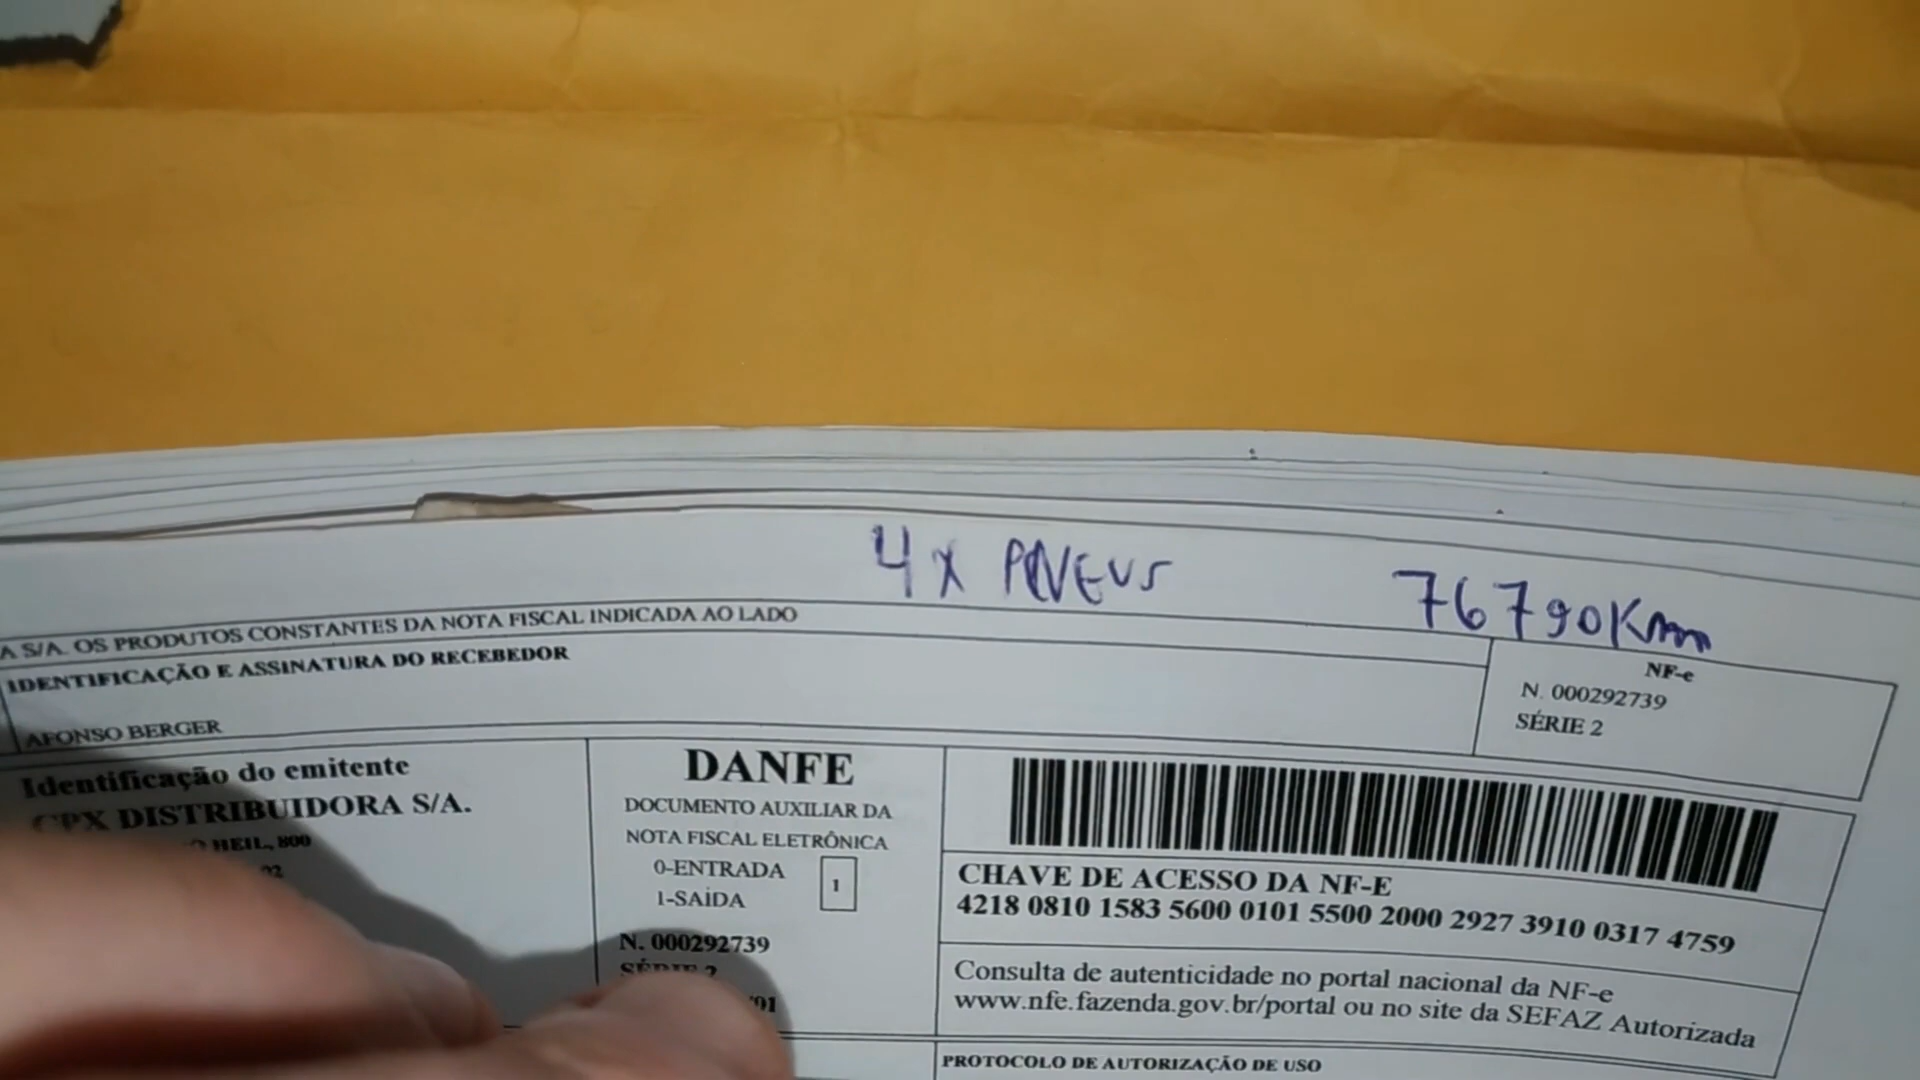 4 X PNEUS
76790Km
A S/A. OS PRODUTOS CONSTANTES DA NOTA FISCAL INDICADA AO LADO
IDENTIFICAÇÃO E ASSINATURA DO RECEBEDOR
AFONSO BERGER
NF-e
N. 000292739
SÉRIE 2
Identificação do emitente
CPX DISTRIBUIDORA S/A.
HEIL, 800
DANFE
DOCUMENTO AUXILIAR DA
NOTA FISCAL ELETRÔNICA
0-ENTRADA
1-SAÍDA
1
N. 000292739
SÉRIE 2
CHAVE DE ACESSO DA NF-E
4218 0810 1583 5600 0101 5500 2000 2927 3910 0317 4759
Consulta de autenticidade no portal nacional da NF-e
www.nfe.fazenda.gov.br/portal ou no site da SEFAZ Autorizada
PROTOCOLO DE AUTORIZAÇÃO DE USO